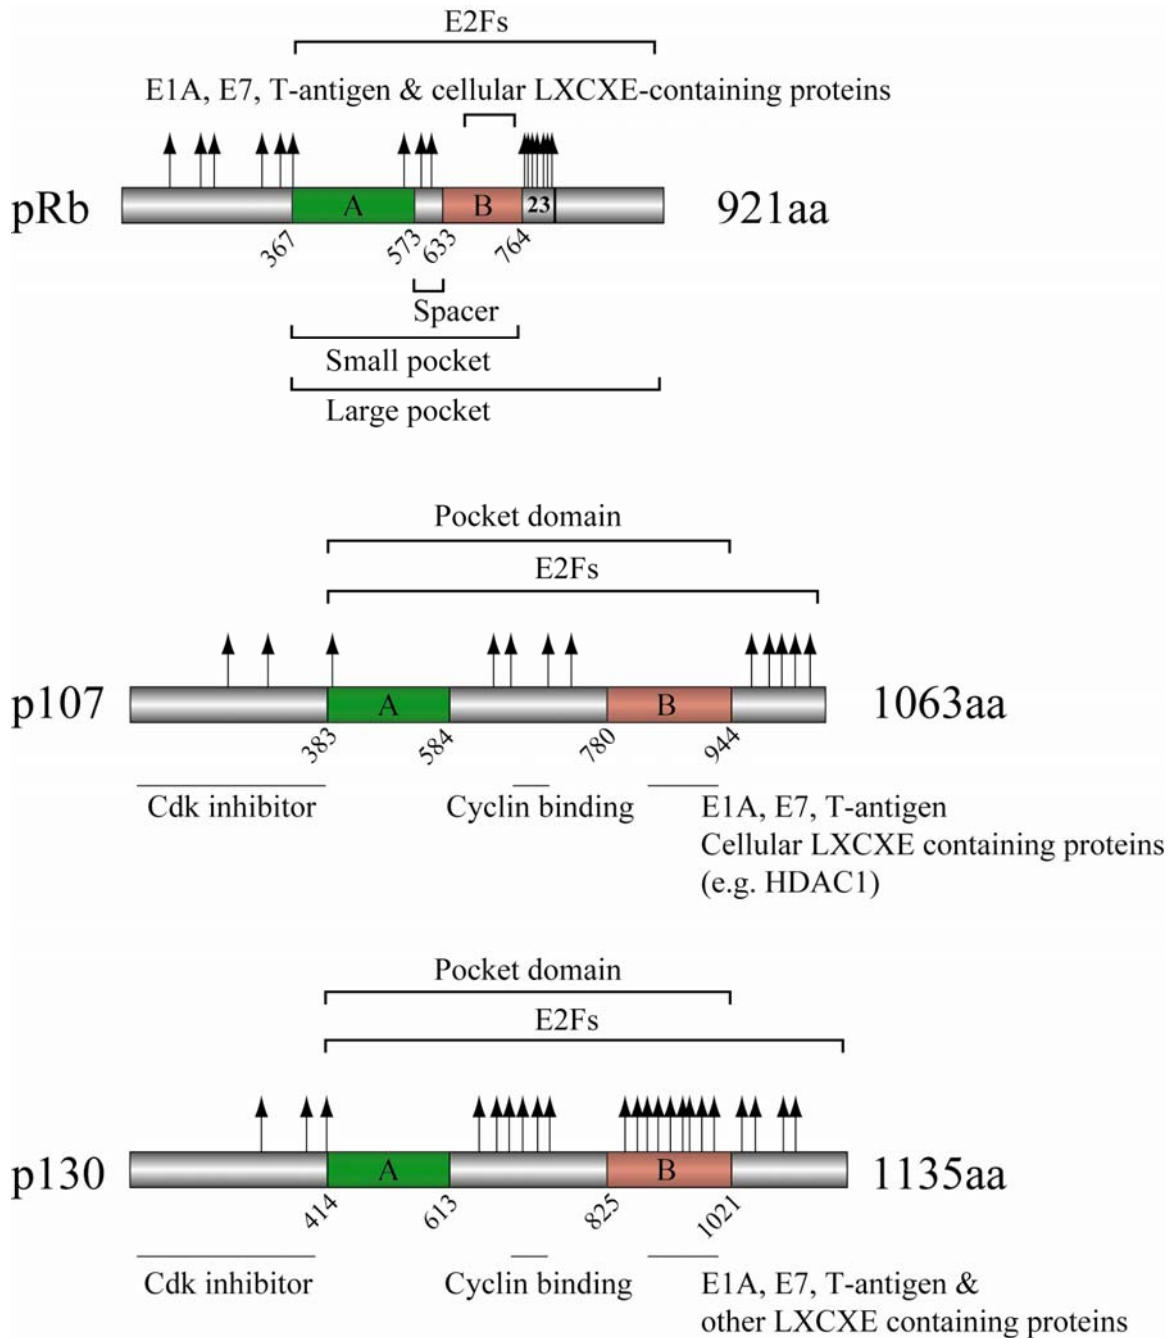 E2Fs
E1A, E7, T-antigen & cellular LXCXE-containing proteins
pRb
A
B
23
921aa
367
573
633
764
Spacer
Small pocket
Large pocket
Pocket domain
E2Fs
p107
A
B
1063aa
383
584
780
944
Cdk inhibitor
Cyclin binding
E1A, E7, T-antigen
Cellular LXCXE containing proteins
(e.g. HDAC1)
Pocket domain
E2Fs
p130
A
B
1135aa
414
613
825
1021
Cdk inhibitor
Cyclin binding
E1A, E7, T-antigen &
other LXCXE containing proteins